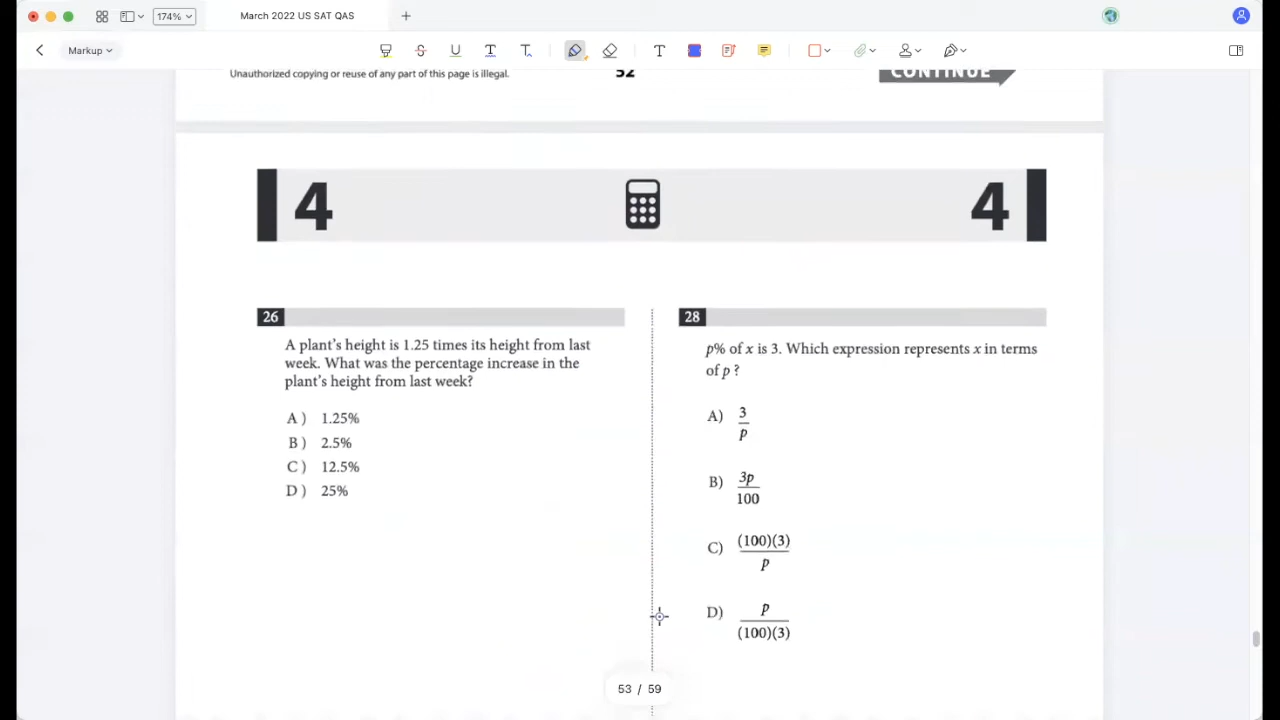 174%
March 2022 US SAT QAS
Markup
Unauthorized copying or reuse of any part of this page is illegal.
52
CONTINUE
4
4
26
A plant's height is 1.25 times its height from last
week. What was the percentage increase in the
plant's height from last week?
A) 1.25%
B) 2.5%
C) 12.5%
D) 25%
28
p% of x is 3. Which expression represents x in terms
of p ?
A) 3
p
B) 3p
100
C) (100)(3)
p
D) p
(100)(3)
53 / 59